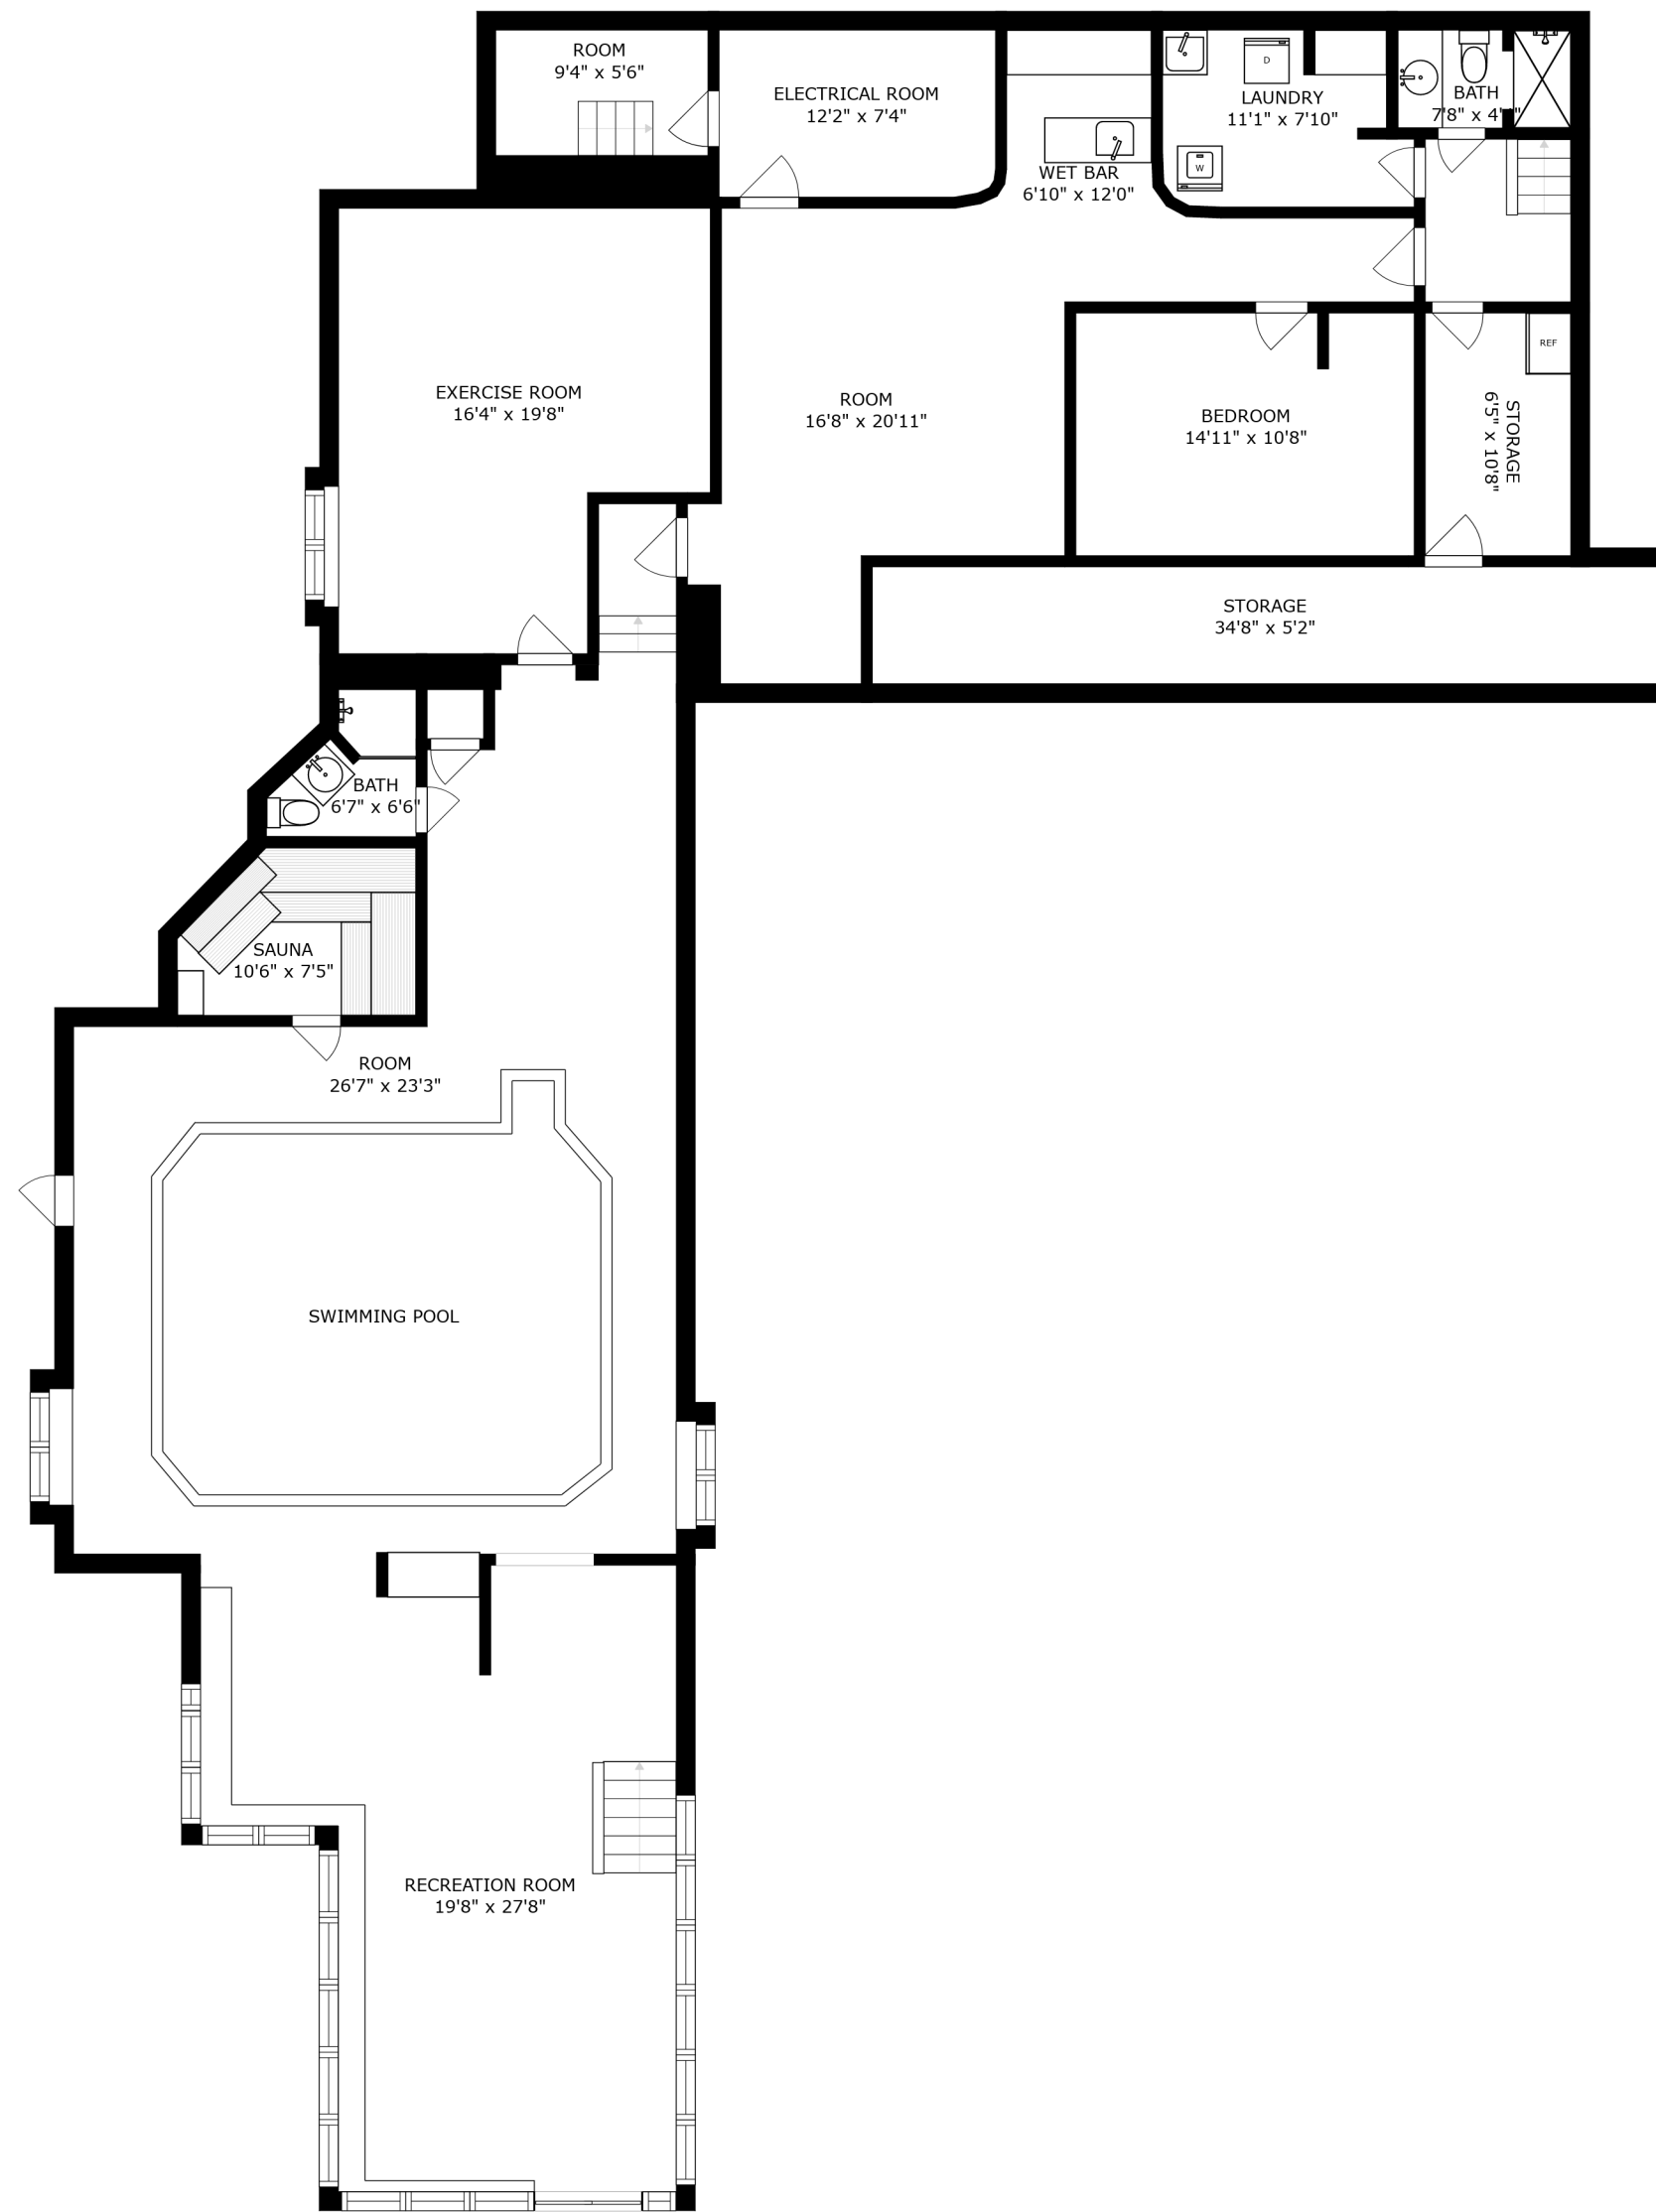 ROOM
9'4" x 5'6"
ELECTRICAL ROOM
12'2" x 7'4"
D
LAUNDRY
11'1" x 7'10"
BATH
7'8" x
W
WET BAR
6'10" x 12'0"
REF
EXERCISE ROOM
16'4" x 19'8"
ROOM
16'8" x 20'11"
BEDROOM
14'11" x 10'8"
STORAGE
6'5" x 10'8"
STORAGE
34'8" x 5'2"
BATH
6'7" x 6'6"
SAUNA
10'6" x 7'5"
ROOM
26'7" x 23'3"
SWIMMING POOL
RECREATION ROOM
19'8" x 27'8"